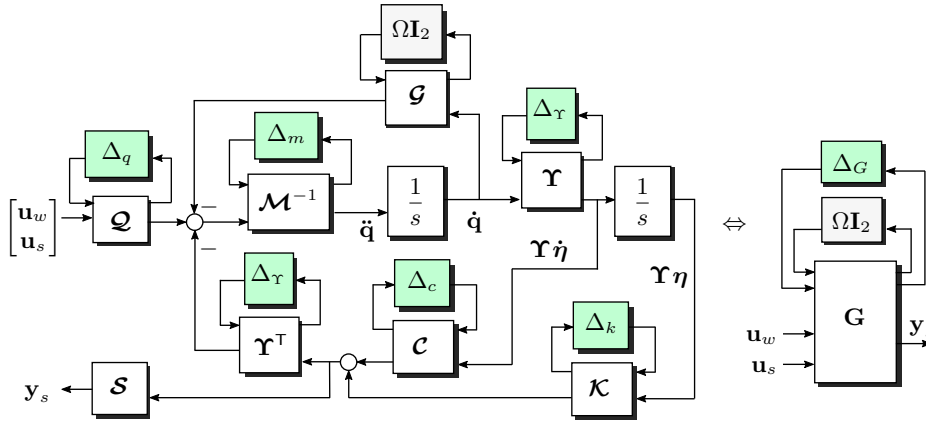 Ω𝐈₂
𝓖
Δ_ϒ
Δ_m
Δ_q
Δ_G
𝚼
𝓜⁻¹
1/s
1/s
Ω𝐈₂
[𝐮_w
𝐮_s]
𝓠
−
𝐪̈
𝐪̇
⇔
−
𝚼𝛈̇
𝚼𝛈
Δ_ϒ
Δ_c
Δ_k
𝐆
𝐮_w
𝐲
𝐮_s
𝚼ᵀ
𝓒
𝐲_s
𝓢
𝓚